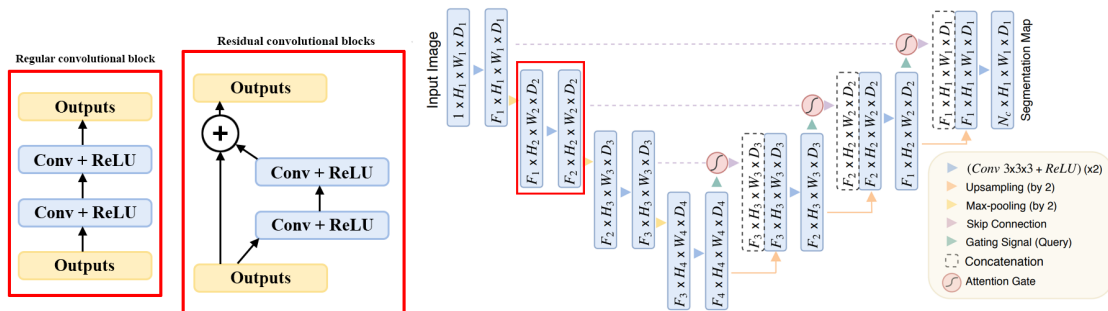 Regular convolutional block
Outputs
Conv + ReLU
Conv + ReLU
Outputs
Residual convolutional blocks
Outputs
+
Conv + ReLU
Conv + ReLU
Outputs
Input Image
1 x H₁ x W₁ x D₁
F₁ x H₁ x W₁ x D₁
F₁ x H₂ x W₂ x D₂
F₂ x H₂ x W₂ x D₂
F₂ x H₃ x W₃ x D₃
F₃ x H₃ x W₃ x D₃
F₃ x H₄ x W₄ x D₄
F₄ x H₄ x W₄ x D₄
F₃ x H₃ x W₃ x D₃
F₃ x H₃ x W₃ x D₃
F₂ x H₃ x W₃ x D₃
F₂ x H₂ x W₂ x D₂
F₂ x H₂ x W₂ x D₂
F₁ x H₂ x W₂ x D₂
F₁ x H₁ x W₁ x D₁
F₁ x H₁ x W₁ x D₁
N_c x H₁ x W₁ x D₁
Segmentation Map
(Conv 3x3x3 + ReLU) (x2)
Upsampling (by 2)
Max-pooling (by 2)
Skip Connection
Gating Signal (Query)
Concatenation
Attention Gate